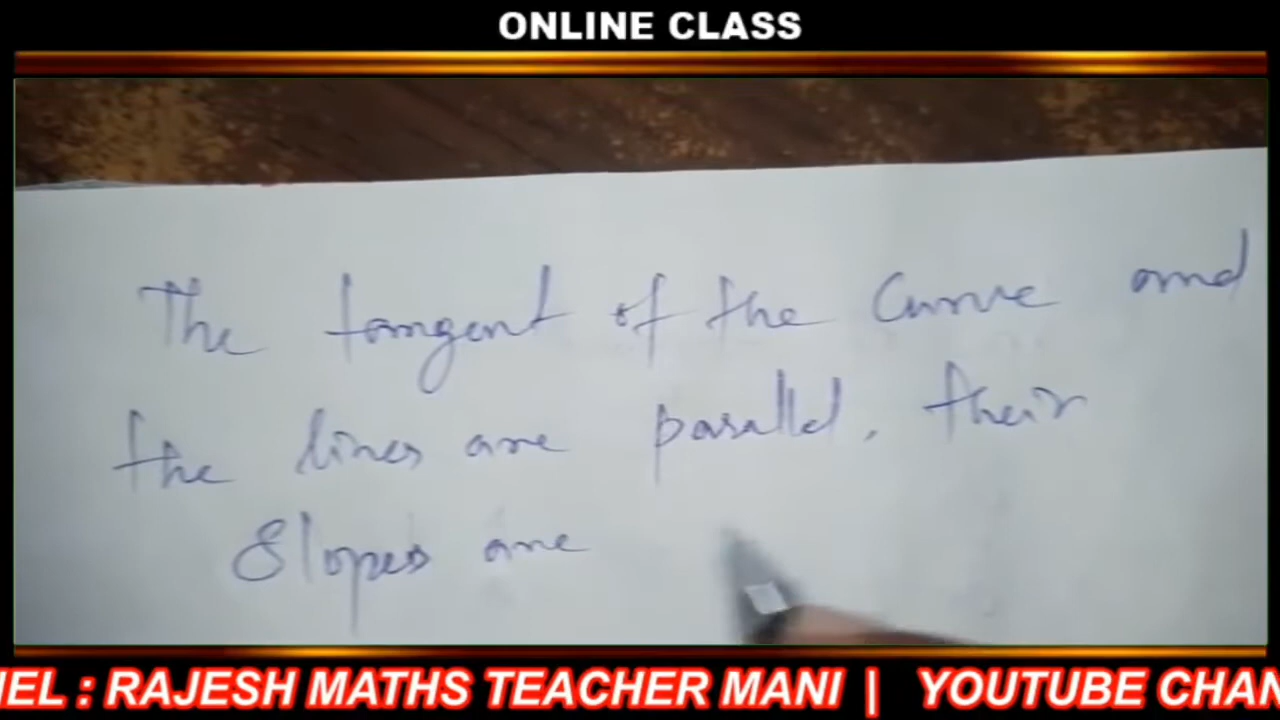 ONLINE CLASS
The tangent of the Curve and
the lines are parallel, their
Slopes are
NEL : RAJESH MATHS TEACHER MANI | YOUTUBE CHAN